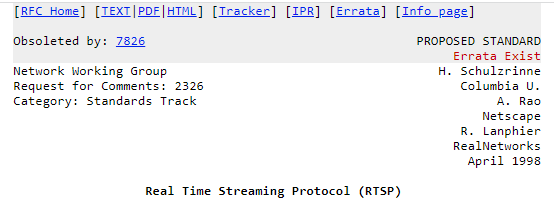 [RFC Home] [TEXT|PDF|HTML] [Tracker] [IPR] [Errata] [Info page]
Obsoleted by: 7826 PROPOSED STANDARD
Errata Exist
Network Working Group H. Schulzrinne
Request for Comments: 2326 Columbia U.
Category: Standards Track A. Rao
Netscape
R. Lanphier
RealNetworks
April 1998
Real Time Streaming Protocol (RTSP)